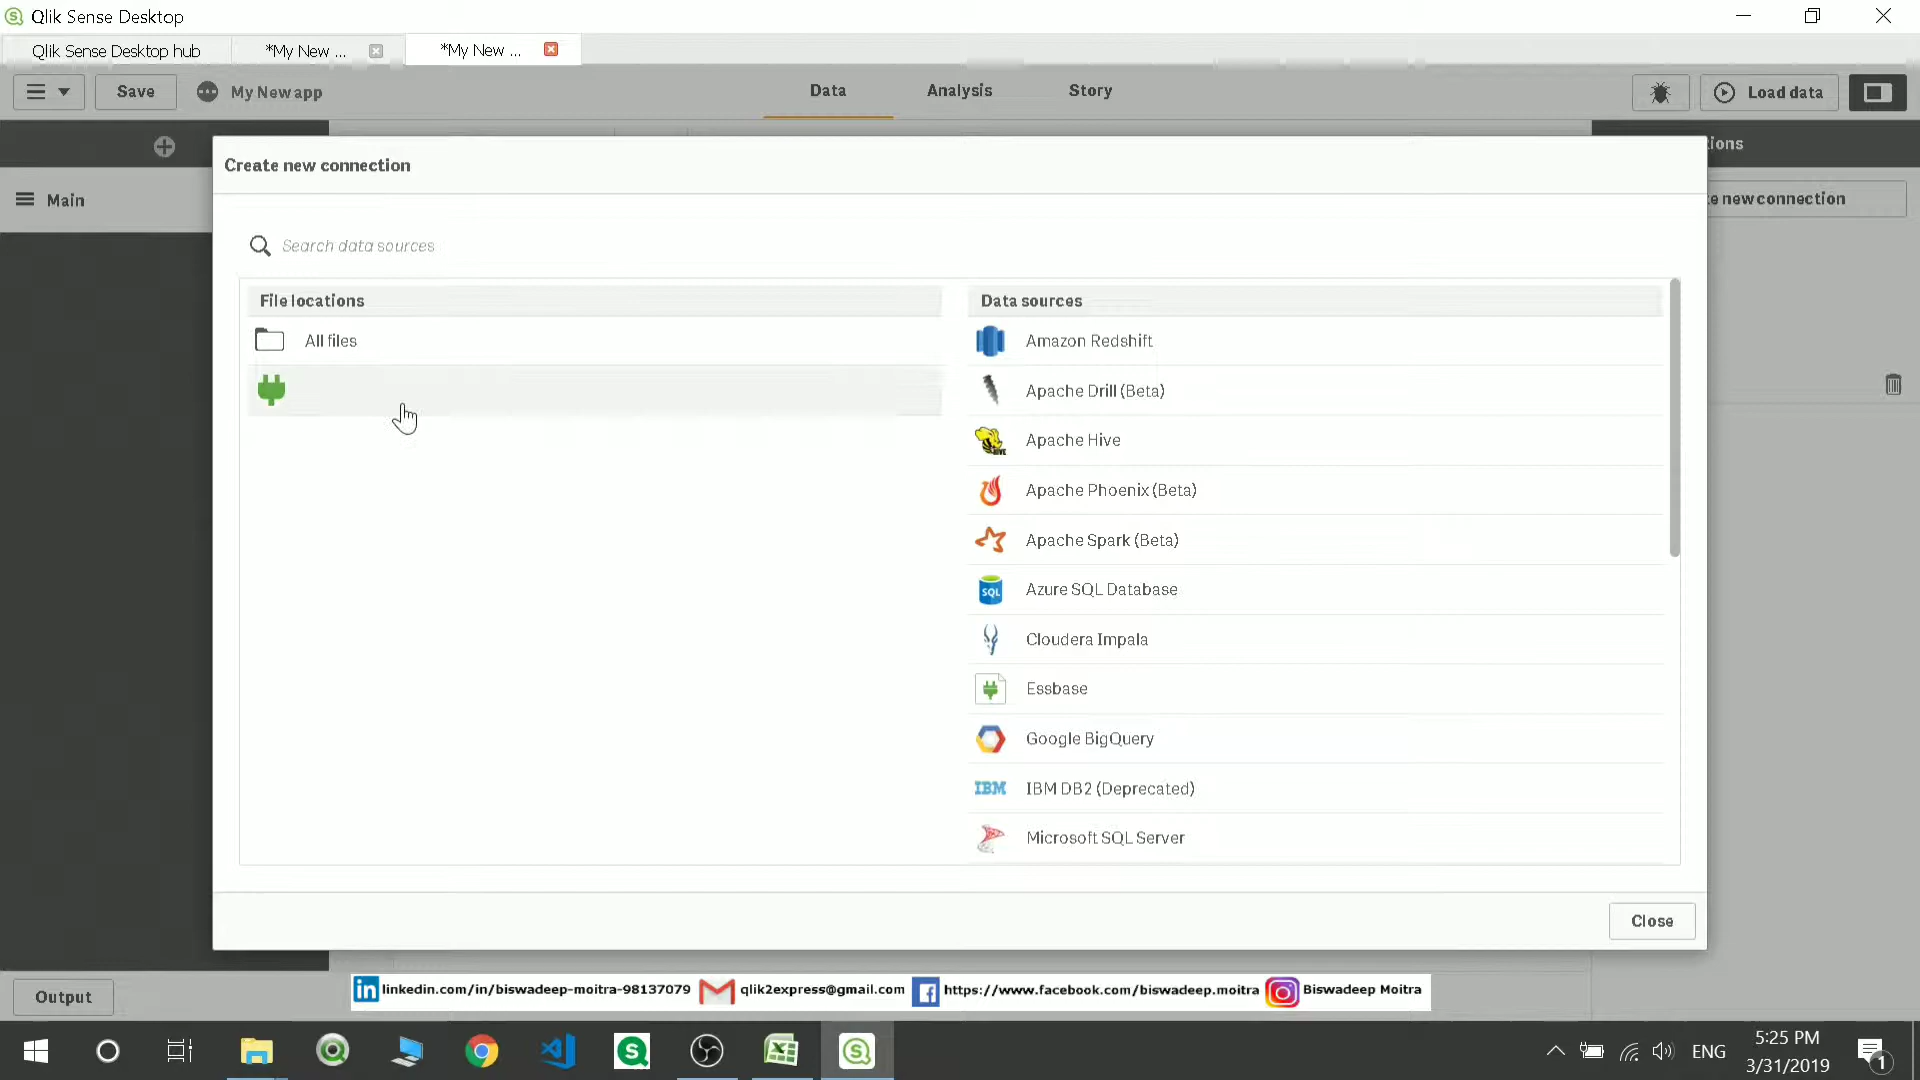 Qlik Sense Desktop
Qlik Sense Desktop hub
*My New ...
*My New ...
Save
My New app
Data
Analysis
Story
Load data
Create new connection
Main
Search data sources
File locations
Data sources
All files
Amazon Redshift
Apache Drill (Beta)
Apache Hive
Apache Phoenix (Beta)
Apache Spark (Beta)
SQL
Azure SQL Database
Cloudera Impala
Essbase
Google BigQuery
IBM
IBM DB2 (Deprecated)
Microsoft SQL Server
Close
new connection
Output
in linkedin.com/in/biswadeep-moitra-98137079
qlik2express@gmail.com
https://www.facebook.com/biswadeep.moitra
Biswadeep Moitra
ENG
5:25 PM
3/31/2019
1